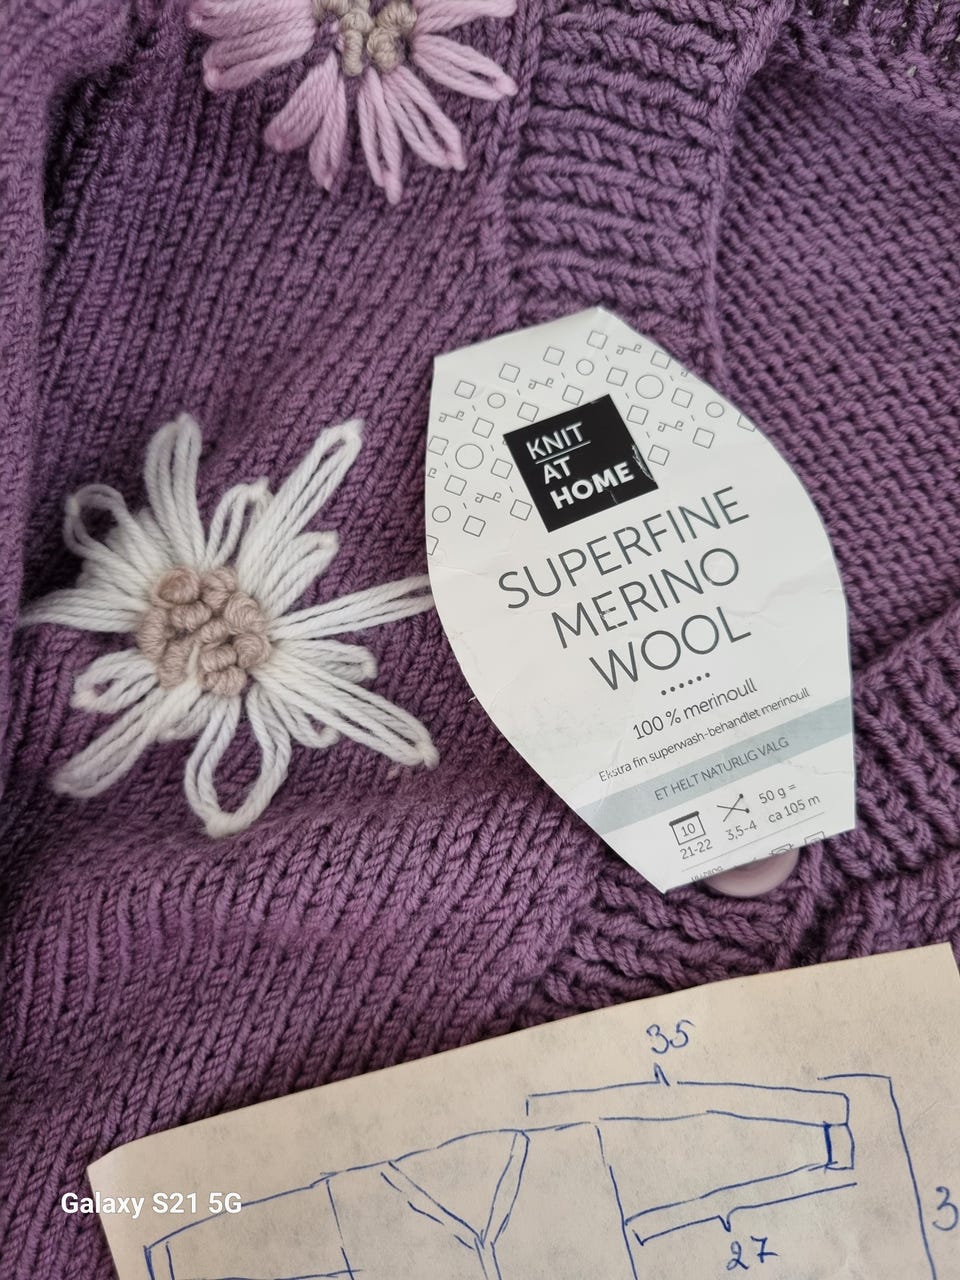 KNIT
AT
HOME
SUPERFINE
MERINO
WOOL
100 % merinoull
Ekstra fin superwash-behandlet merinoull
ET HELT NATURLIG VALG
10
21-22
3,5-4
50 g =
ca 105 m
35
27
3
Galaxy S21 5G